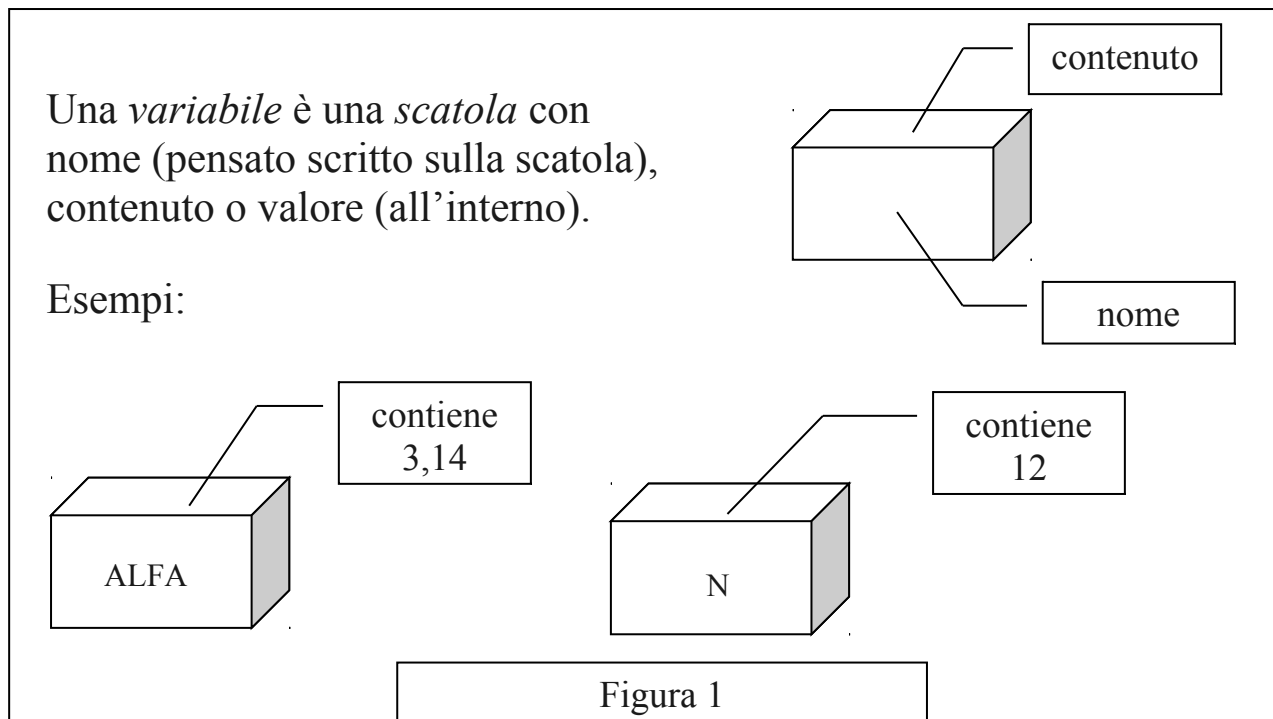 contenuto
Una variabile è una scatola con
nome (pensato scritto sulla scatola),
contenuto o valore (all’interno).
Esempi:
nome
contiene
3,14
contiene
12
ALFA
N
Figura 1